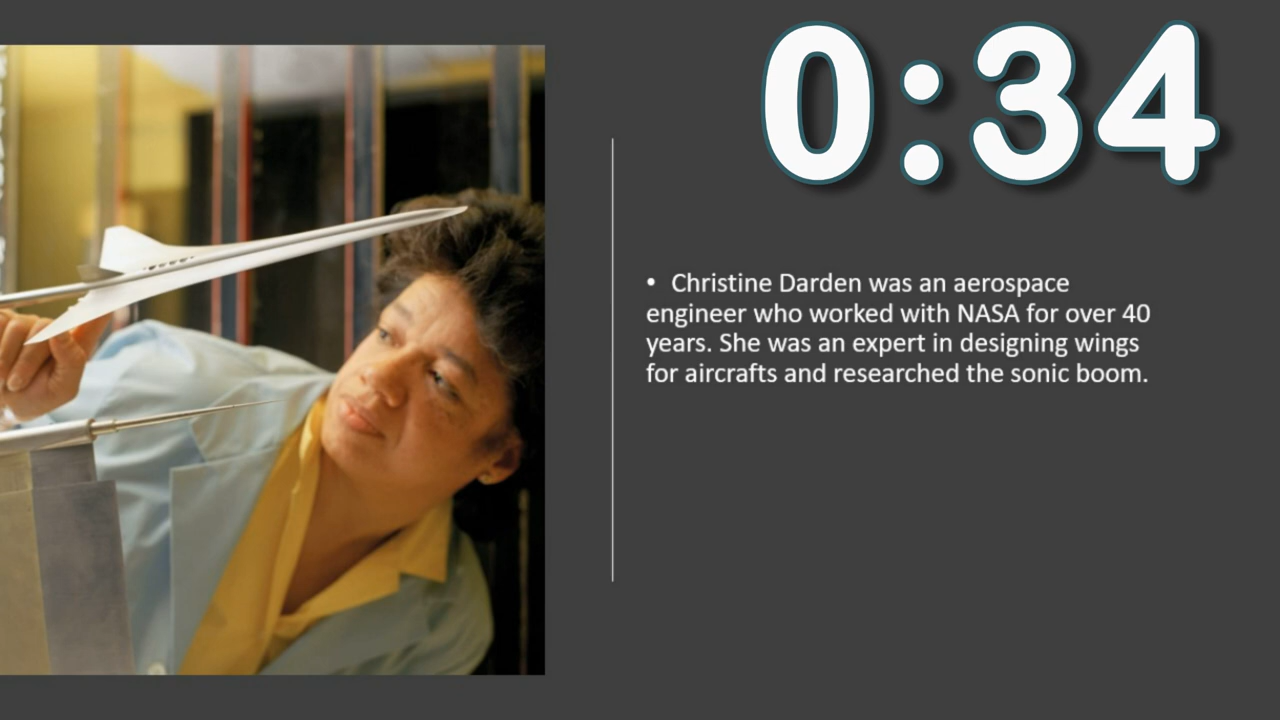 0:34
• Christine Darden was an aerospace
engineer who worked with NASA for over 40
years. She was an expert in designing wings
for aircrafts and researched the sonic boom.